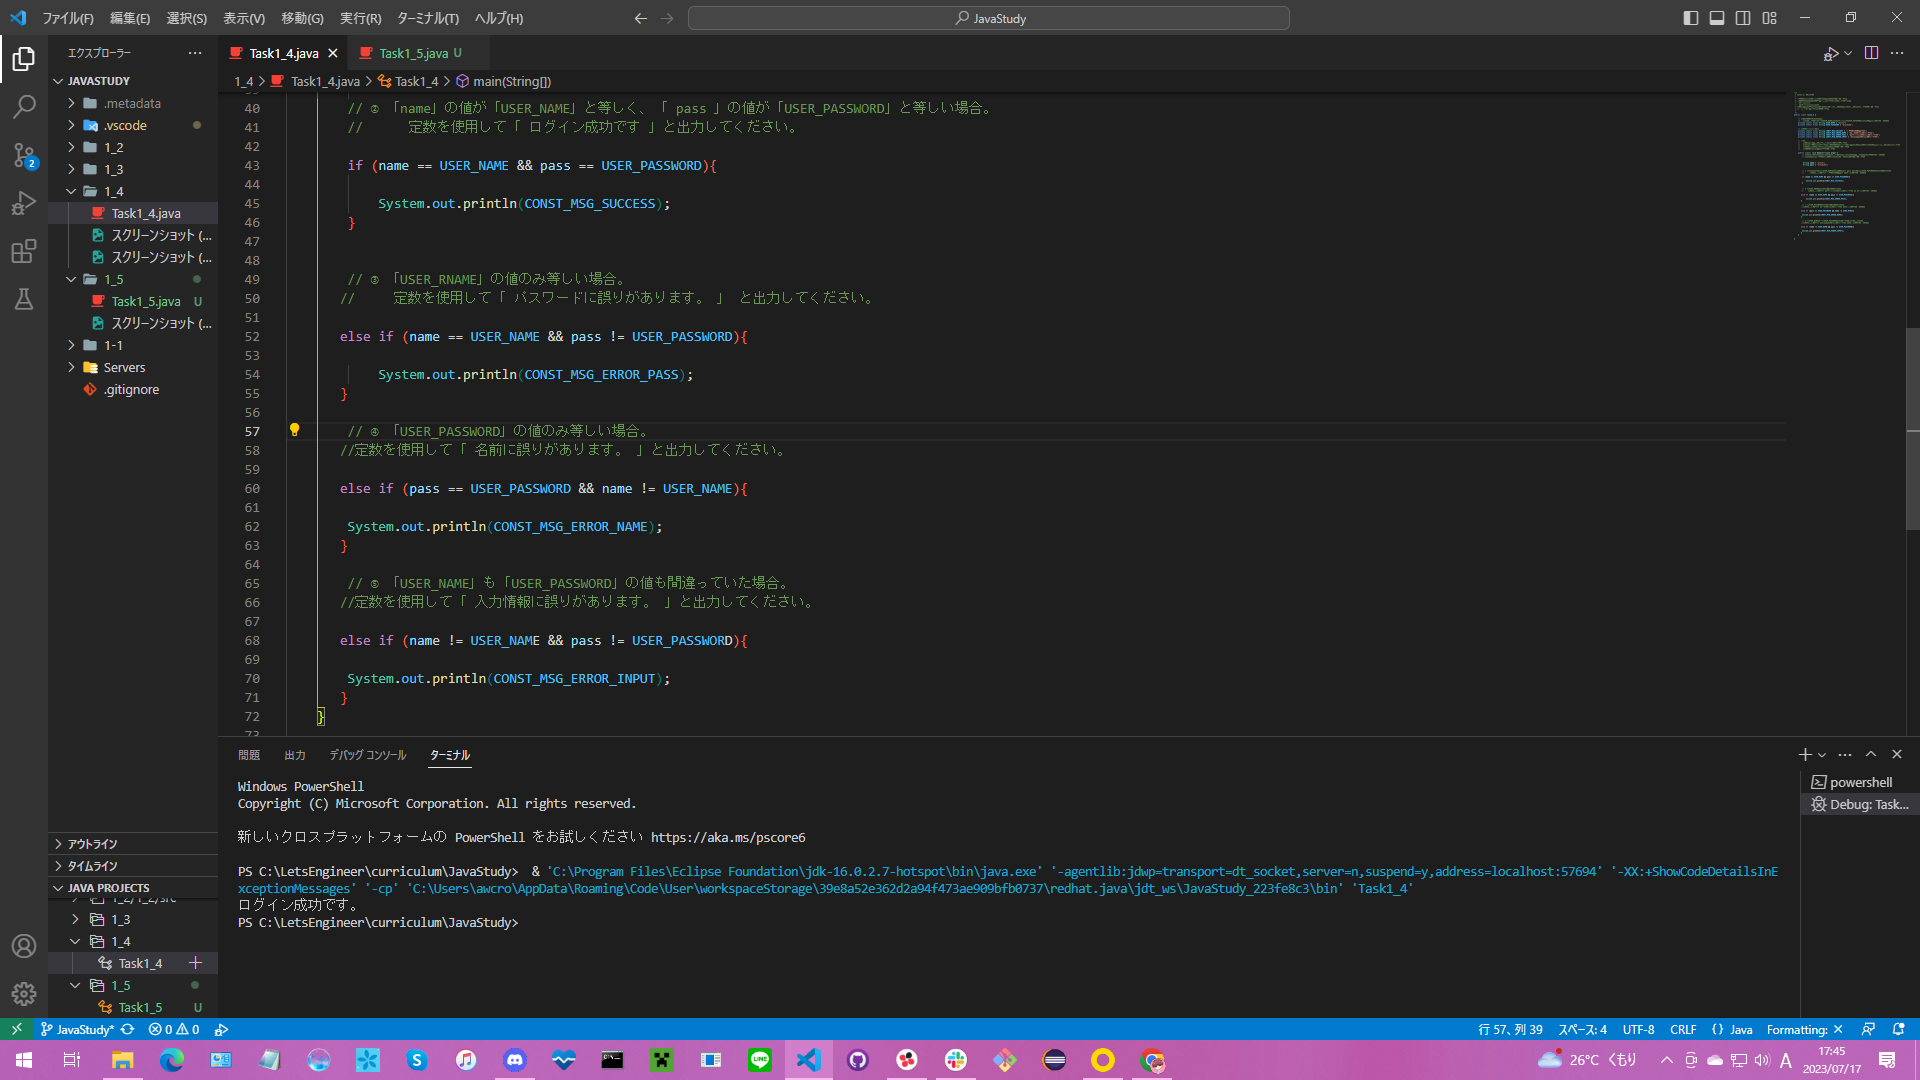 ファイル(F) 編集(E) 選択(S) 表示(V) 移動(G) 実行(R) ターミナル(T) ヘルプ(H)
JavaStudy
エクスプローラー
JAVASTUDY
.metadata
.vscode
1_2
1_3
1_4
Task1_4.java
スクリーンショット (...
スクリーンショット (...
1_5
Task1_5.java U
スクリーンショット (...
1-1
Servers
.gitignore
アウトライン
タイムライン
JAVA PROJECTS
1_2/1_2/src
1_3
1_4
Task1_4
1_5
Task1_5 U
2
Task1_4.java
Task1_5.java U
1_4 > Task1_4.java > Task1_4 > main(String[])
40 // ② 「name」の値が「USER_NAME」と等しく、「 pass 」の値が「USER_PASSWORD」と等しい場合。
41 // 定数を使用して「 ログイン成功です 」と出力してください。
42
43 if (name == USER_NAME && pass == USER_PASSWORD){
44
45 System.out.println(CONST_MSG_SUCCESS);
46 }
47
48
49 // ③ 「USER_RNAME」の値のみ等しい場合。
50 // 定数を使用して「 パスワードに誤りがあります。 」 と出力してください。
51
52 else if (name == USER_NAME && pass != USER_PASSWORD){
53
54 System.out.println(CONST_MSG_ERROR_PASS);
55 }
56
57 // ④ 「USER_PASSWORD」の値のみ等しい場合。
58 //定数を使用して「 名前に誤りがあります。 」と出力してください。
59
60 else if (pass == USER_PASSWORD && name != USER_NAME){
61
62 System.out.println(CONST_MSG_ERROR_NAME);
63 }
64
65 // ⑤ 「USER_NAME」も「USER_PASSWORD」の値も間違っていた場合。
66 //定数を使用して「 入力情報に誤りがあります。 」と出力してください。
67
68 else if (name != USER_NAME && pass != USER_PASSWORD){
69
70 System.out.println(CONST_MSG_ERROR_INPUT);
71 }
72 }
73
問題 出力 デバッグ コンソール ターミナル
powershell
Debug: Task...
Windows PowerShell
Copyright (C) Microsoft Corporation. All rights reserved.
新しいクロスプラットフォームの PowerShell をお試しください https://aka.ms/pscore6
PS C:\LetsEngineer\curriculum\JavaStudy> & 'C:\Program Files\Eclipse Foundation\jdk-16.0.2.7-hotspot\bin\java.exe' '-agentlib:jdwp=transport=dt_socket,server=n,suspend=y,address=localhost:57694' '-XX:+ShowCodeDetailsInE
xceptionMessages' '-cp' 'C:\Users\awcro\AppData\Roaming\Code\User\workspaceStorage\39e8a52e362d2a94f473ae909bfb0737\redhat.java\jdt_ws\JavaStudy_223fe8c3\bin' 'Task1_4'
ログイン成功です。
PS C:\LetsEngineer\curriculum\JavaStudy>
JavaStudy* 0 0
行 57、列 39 スペース: 4 UTF-8 CRLF {} Java Formatting: ×
26°C くもり
A
17:45
2023/07/17